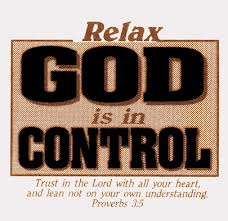 Relax
GOD
is in
CONTROL
Trust in the Lord with all your heart,
and lean not on your own understanding.
Proverbs 3:5